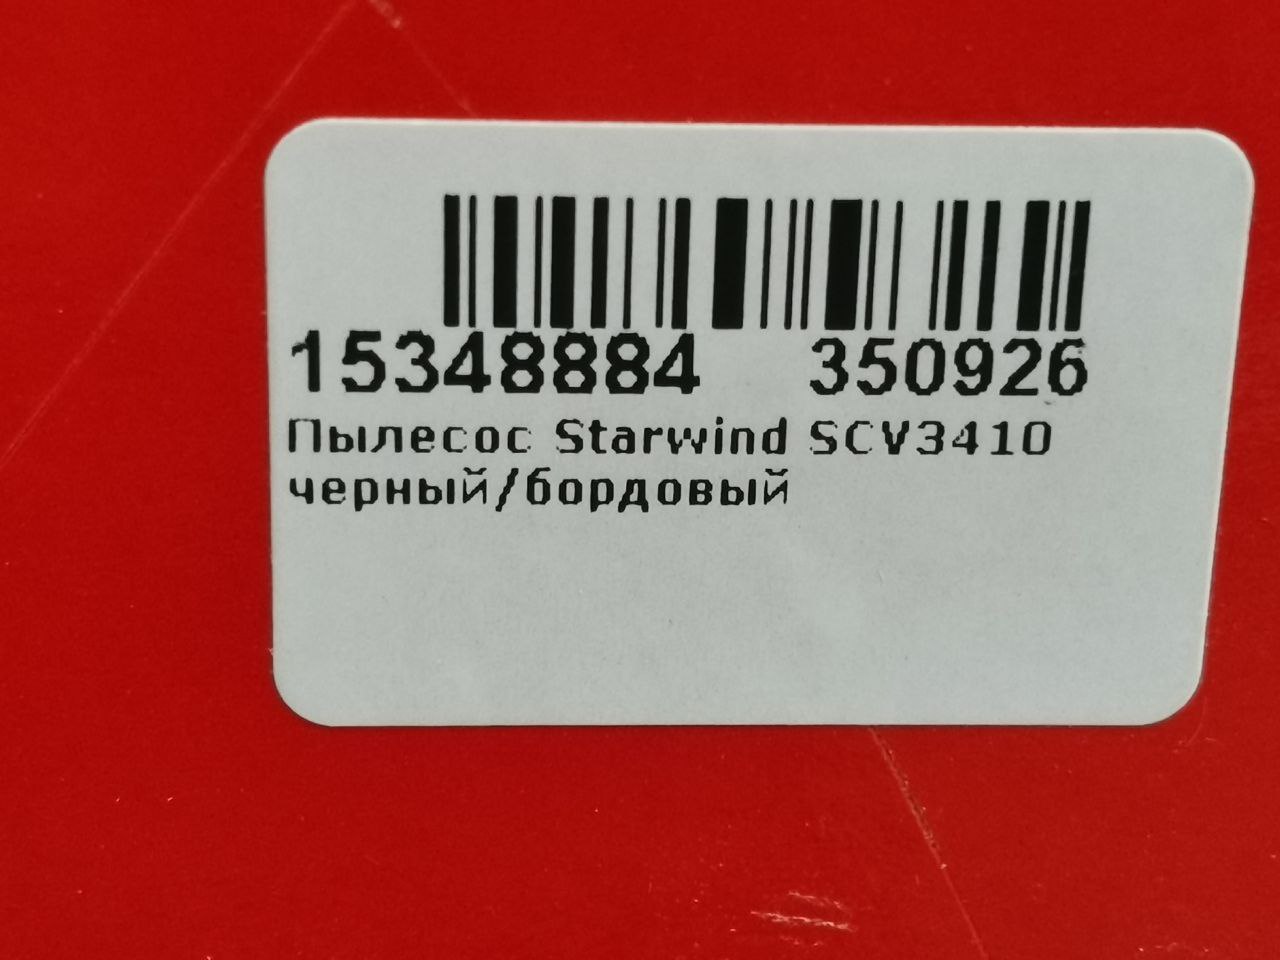 15348884 350926
Пылесос Starwind SCV3410
черный/бордовый